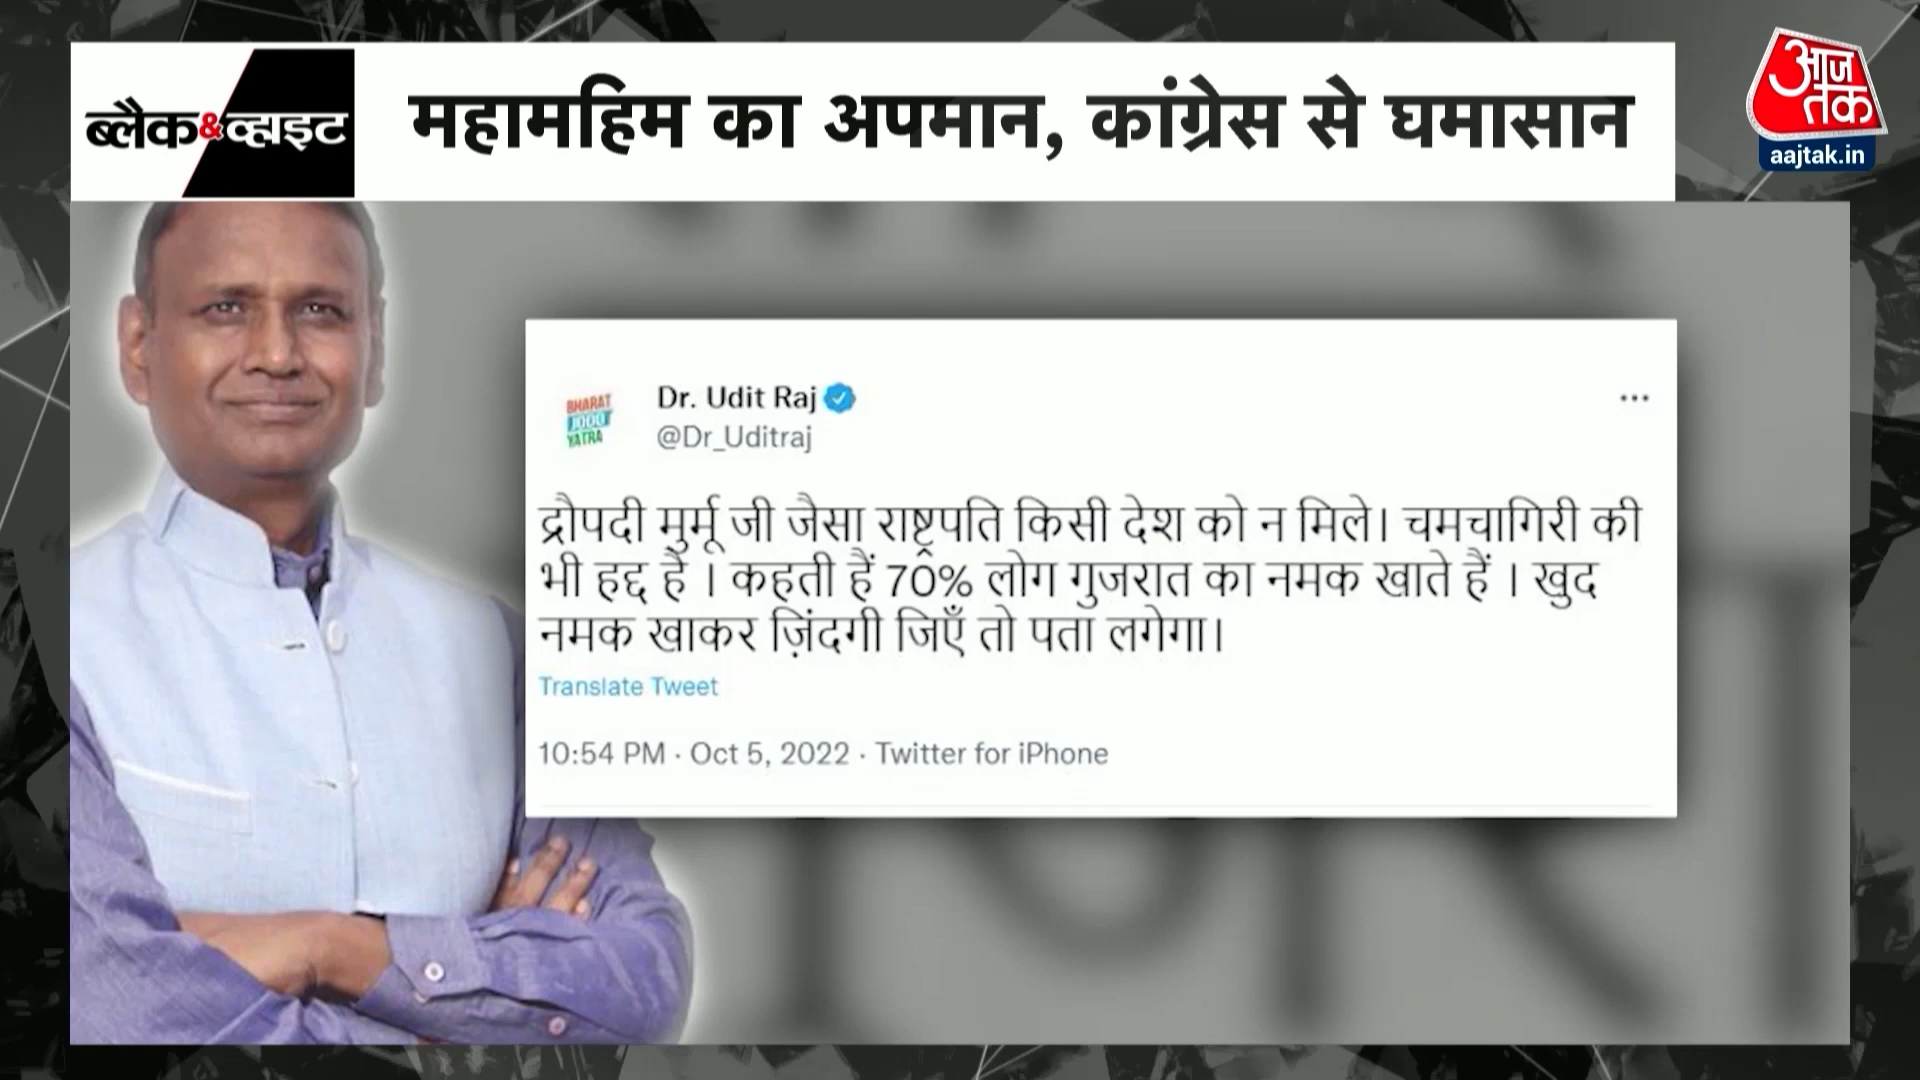 ब्लैक&व्हाइट
महामहिम का अपमान, कांग्रेस से घमासान
आज
तक
aajtak.in
BHARAT
JODO
YATRA
Dr. Udit Raj
@Dr_Uditraj
द्रौपदी मुर्मू जी जैसा राष्ट्रपति किसी देश को न मिले। चमचागिरी की
भी हद्द है । कहती हैं 70% लोग गुजरात का नमक खाते हैं । खुद
नमक खाकर ज़िंदगी जिएँ तो पता लगेगा।
Translate Tweet
10:54 PM · Oct 5, 2022 · Twitter for iPhone